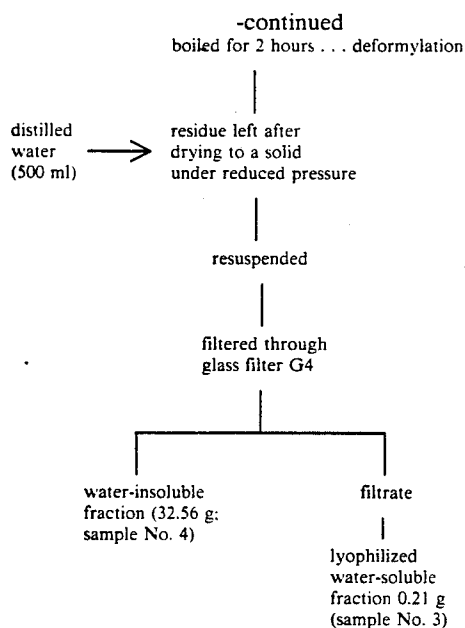 -continued
boiled for 2 hours . . . deformylation
distilled
water
(500 ml)
residue left after
drying to a solid
under reduced pressure
resuspended
filtered through
glass filter G4
water-insoluble
fraction (32.56 g;
sample No. 4)
filtrate
lyophilized
water-soluble
fraction 0.21 g
(sample No. 3)